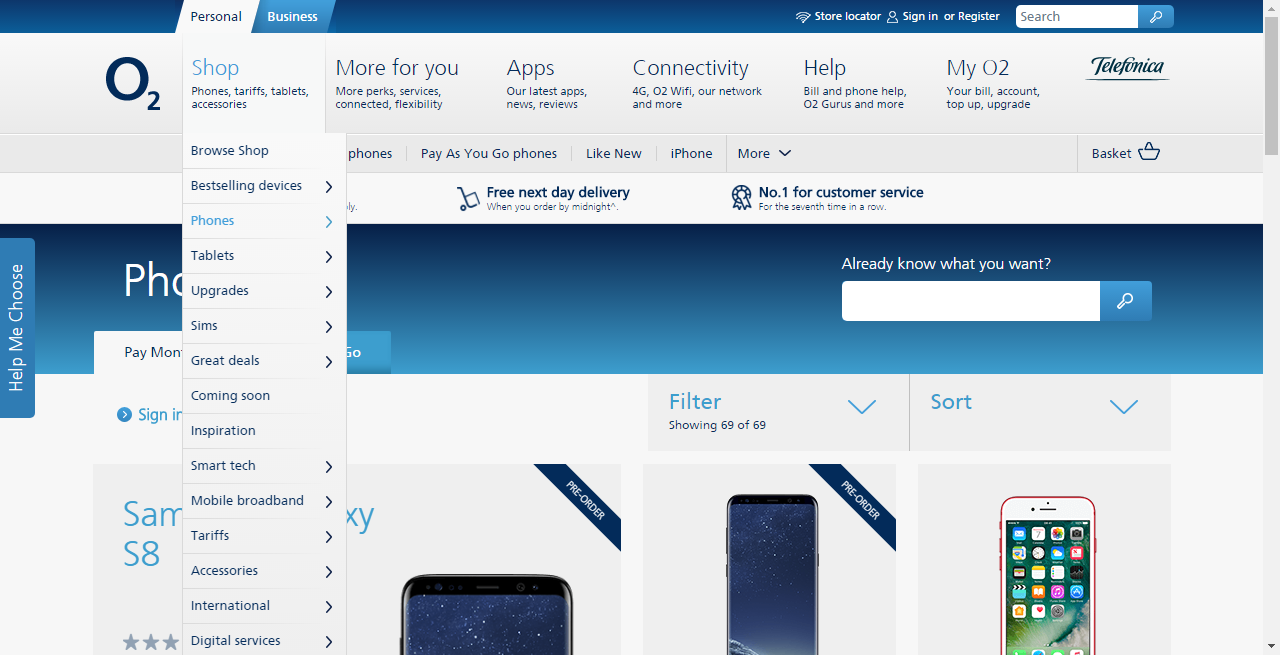 Personal
Business
Store locator
Sign in or Register
Search
O2
Shop
Phones, tariffs, tablets,
accessories
More for you
More perks, services,
connected, flexibility
Apps
Our latest apps,
news, reviews
Connectivity
4G, O2 Wifi, our network
and more
Help
Bill and phone help,
O2 Gurus and more
My O2
Your bill, account,
top up, upgrade
Telefónica
Browse Shop
Bestselling devices
Phones
Tablets
Upgrades
Sims
Great deals
Coming soon
Inspiration
Smart tech
Mobile broadband
Tariffs
Accessories
International
Digital services
phones
Pay As You Go phones
Like New
iPhone
More
Basket
Free next day delivery
When you order by midnight^.
No.1 for customer service
For the seventh time in a row.
Help Me Choose
Already know what you want?
Pay Mon
Go
Sign in
Filter
Showing 69 of 69
Sort
PRE-ORDER
S8
PRE-ORDER